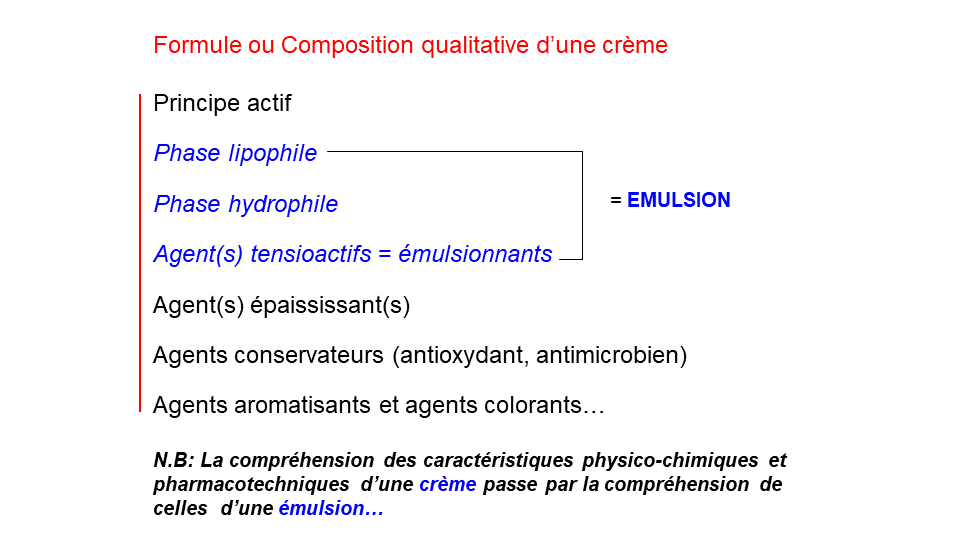 Formule ou Composition qualitative d’une crème
Principe actif
Phase lipophile
Phase hydrophile
= EMULSION
Agent(s) tensioactifs = émulsionnants
Agent(s) épaississant(s)
Agents conservateurs (antioxydant, antimicrobien)
Agents aromatisants et agents colorants…
N.B: La compréhension des caractéristiques physico-chimiques et
pharmacotechniques d’une crème passe par la compréhension de
celles d’une émulsion…